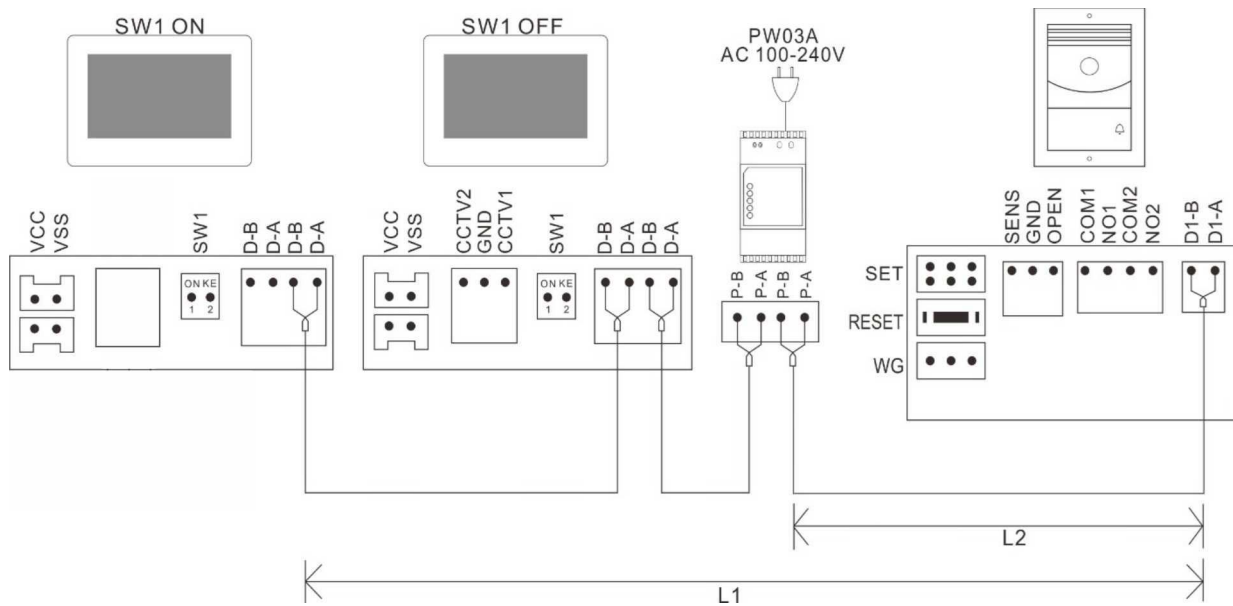 SW1 ON
SW1 OFF
PW03A
AC 100-240V
VCC
VSS
SW1
D-B
D-A
D-B
D-A
ON KE
1 2
VCC
VSS
CCTV2
GND
CCTV1
SW1
D-B
D-A
D-B
D-A
ON KE
1 2
P-B
P-A
P-B
P-A
SENS
GND
OPEN
COM1
NO1
COM2
NO2
D1-B
D1-A
SET
RESET
WG
L2
L1